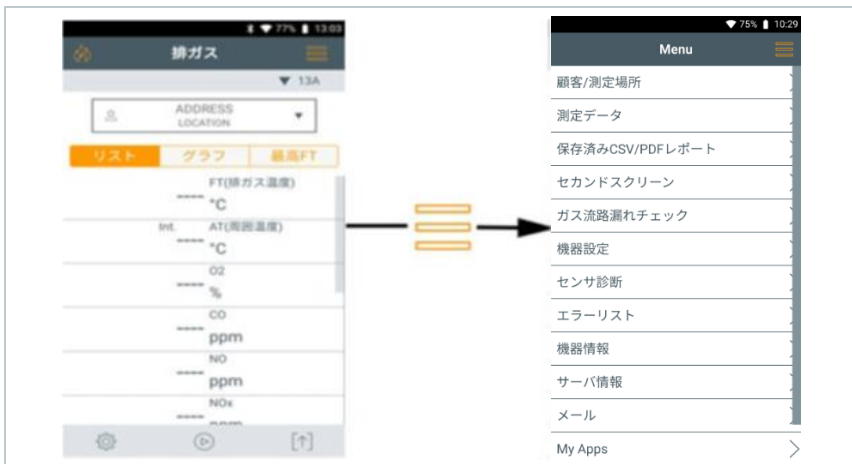 77% 13:03
排ガス
13A
ADDRESS
LOCATION
リスト グラフ 最高FT
FT(排ガス温度)
---- °C
Int. AT(周囲温度)
---- °C
O2
---- %
CO
---- ppm
NO
---- ppm
NOx
---- ppm
75% 10:29
Menu
顧客/測定場所
測定データ
保存済みCSV/PDFレポート
セカンドスクリーン
ガス流路漏れチェック
機器設定
センサ診断
エラーリスト
機器情報
サーバ情報
メール
My Apps